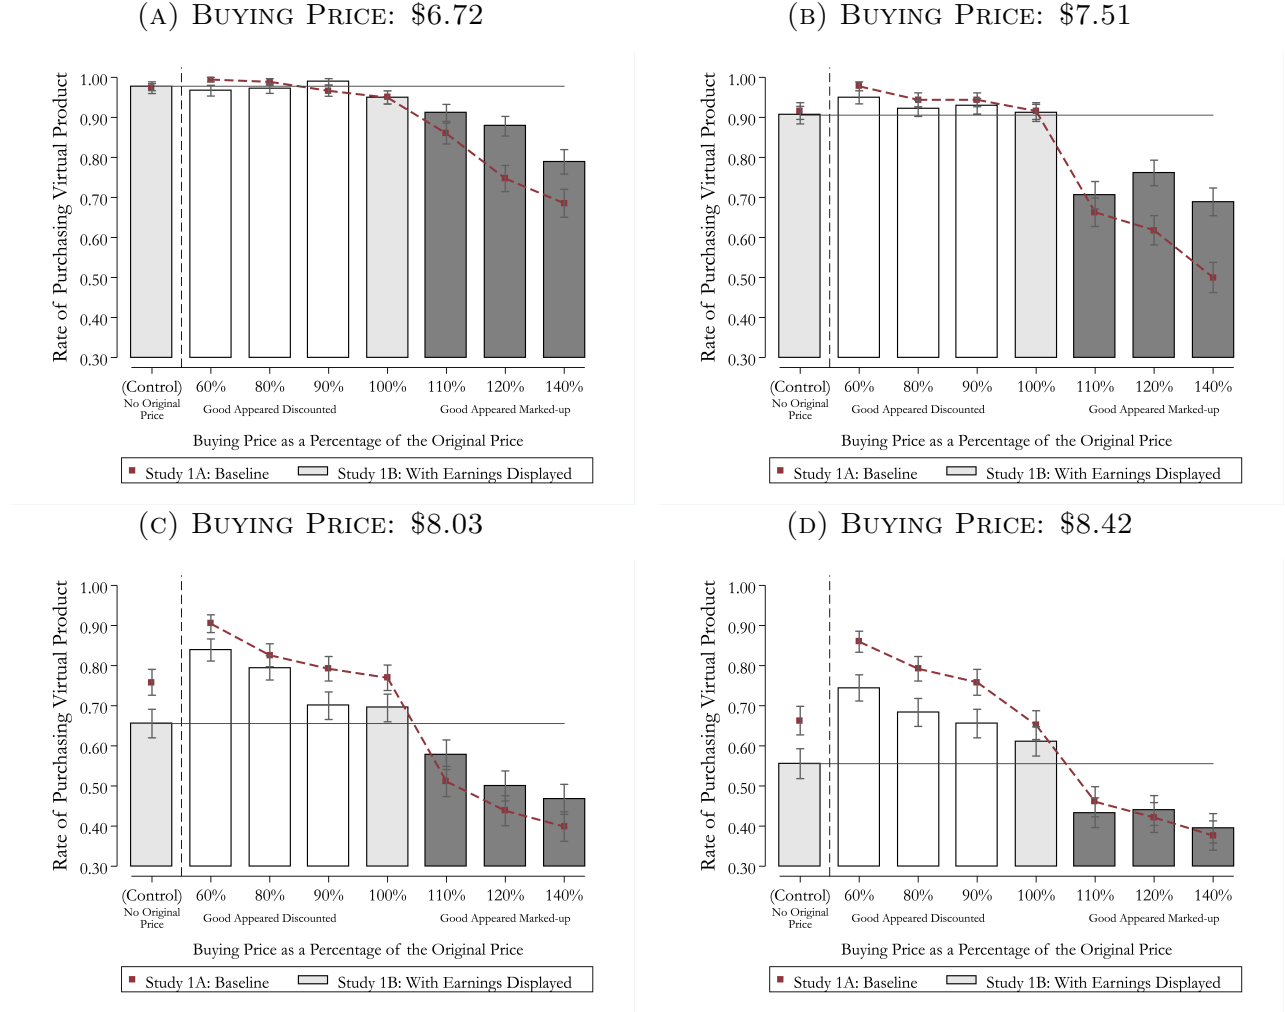 (A) Buying Price: $6.72
Rate of Purchasing Virtual Product
1.00
0.90
0.80
0.70
0.60
0.50
0.40
0.30
(Control) 60% 80% 90% 100% 110% 120% 140%
No Original
Price
Good Appeared Discounted Good Appeared Marked-up
Buying Price as a Percentage of the Original Price
Study 1A: Baseline Study 1B: With Earnings Displayed
(B) Buying Price: $7.51
Rate of Purchasing Virtual Product
1.00
0.90
0.80
0.70
0.60
0.50
0.40
0.30
(Control) 60% 80% 90% 100% 110% 120% 140%
No Original
Price
Good Appeared Discounted Good Appeared Marked-up
Buying Price as a Percentage of the Original Price
Study 1A: Baseline Study 1B: With Earnings Displayed
(C) Buying Price: $8.03
Rate of Purchasing Virtual Product
1.00
0.90
0.80
0.70
0.60
0.50
0.40
0.30
(Control) 60% 80% 90% 100% 110% 120% 140%
No Original
Price
Good Appeared Discounted Good Appeared Marked-up
Buying Price as a Percentage of the Original Price
Study 1A: Baseline Study 1B: With Earnings Displayed
(D) Buying Price: $8.42
Rate of Purchasing Virtual Product
1.00
0.90
0.80
0.70
0.60
0.50
0.40
0.30
(Control) 60% 80% 90% 100% 110% 120% 140%
No Original
Price
Good Appeared Discounted Good Appeared Marked-up
Buying Price as a Percentage of the Original Price
Study 1A: Baseline Study 1B: With Earnings Displayed